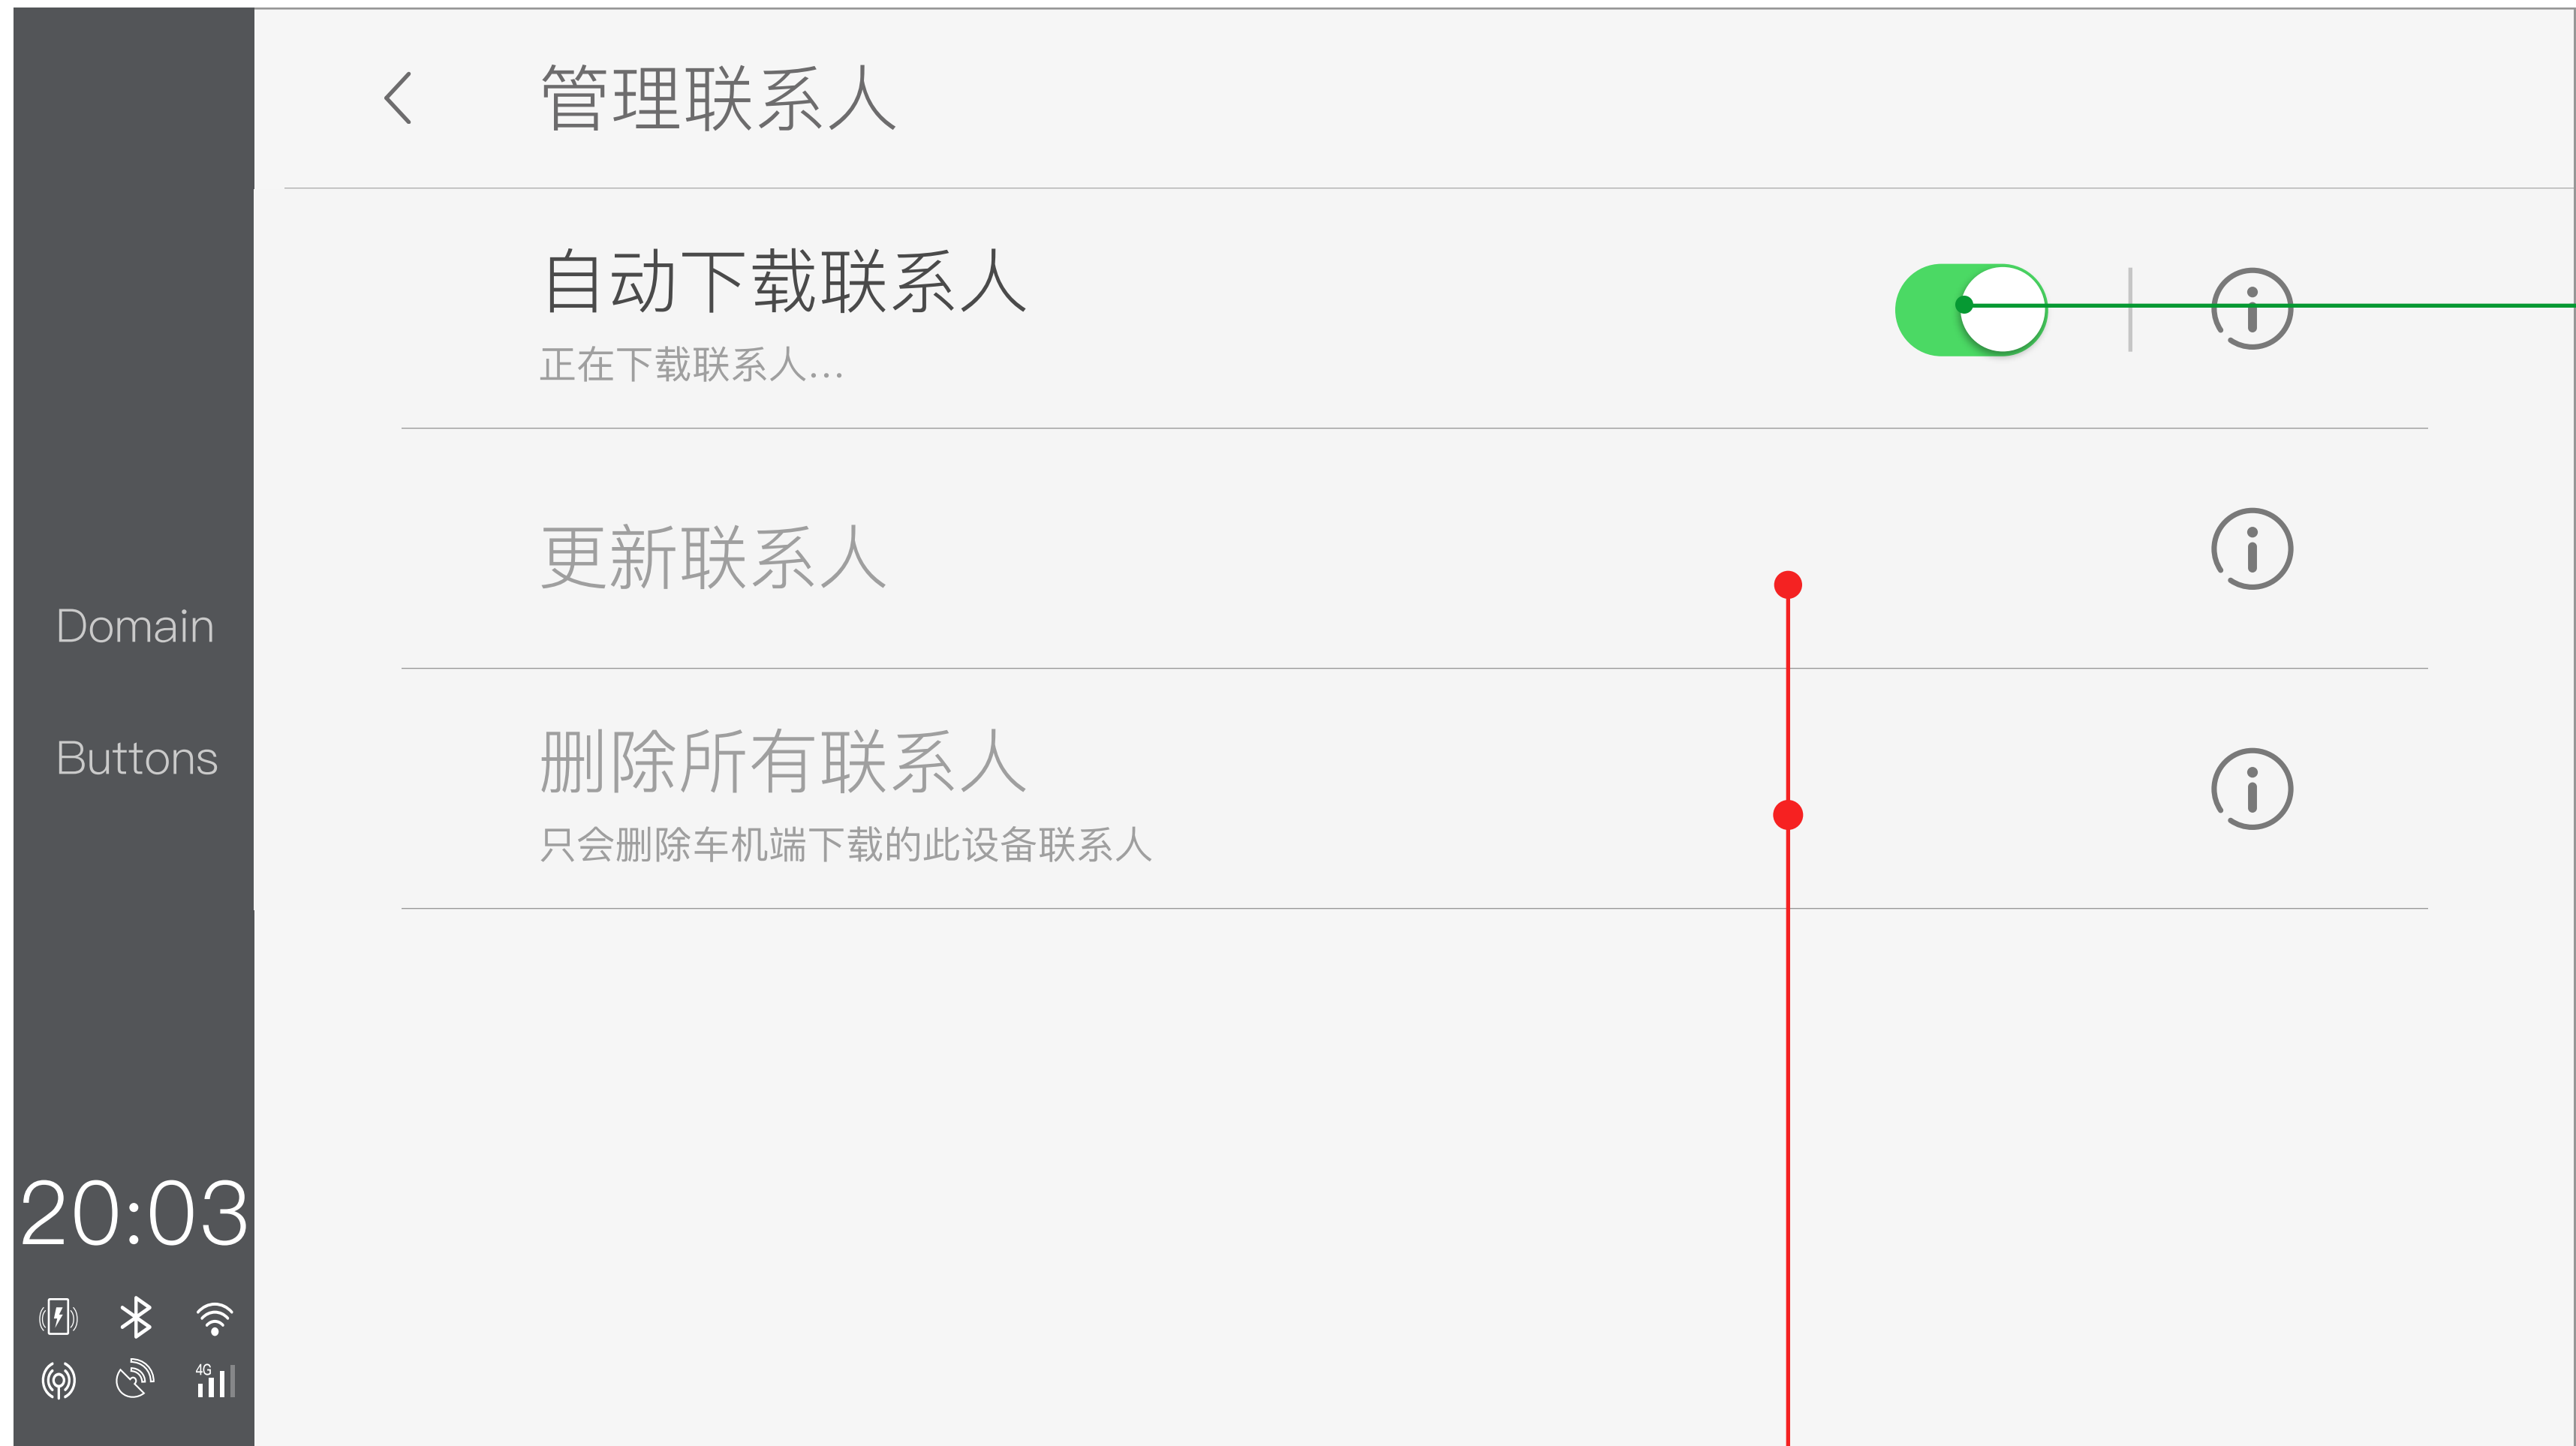 管理联系人
自动下载联系人
正在下载联系人...
更新联系人
Domain
Buttons
删除所有联系人
只会删除车机端下载的此设备联系人
20:03
4G